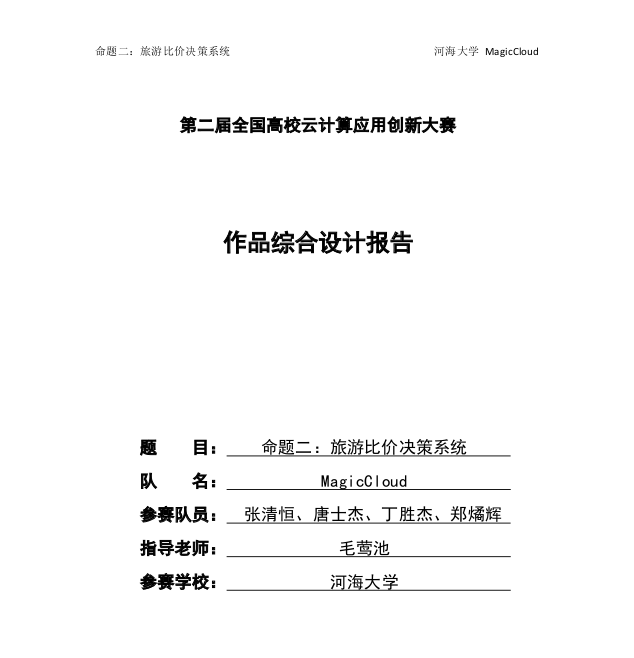 命题二：旅游比价决策系统 河海大学 MagicCloud
第二届全国高校云计算应用创新大赛
作品综合设计报告
题 目：命题二：旅游比价决策系统
队 名：MagicCloud
参赛队员：张清恒、唐士杰、丁胜杰、郑燏辉
指导老师：毛莺池
参赛学校：河海大学